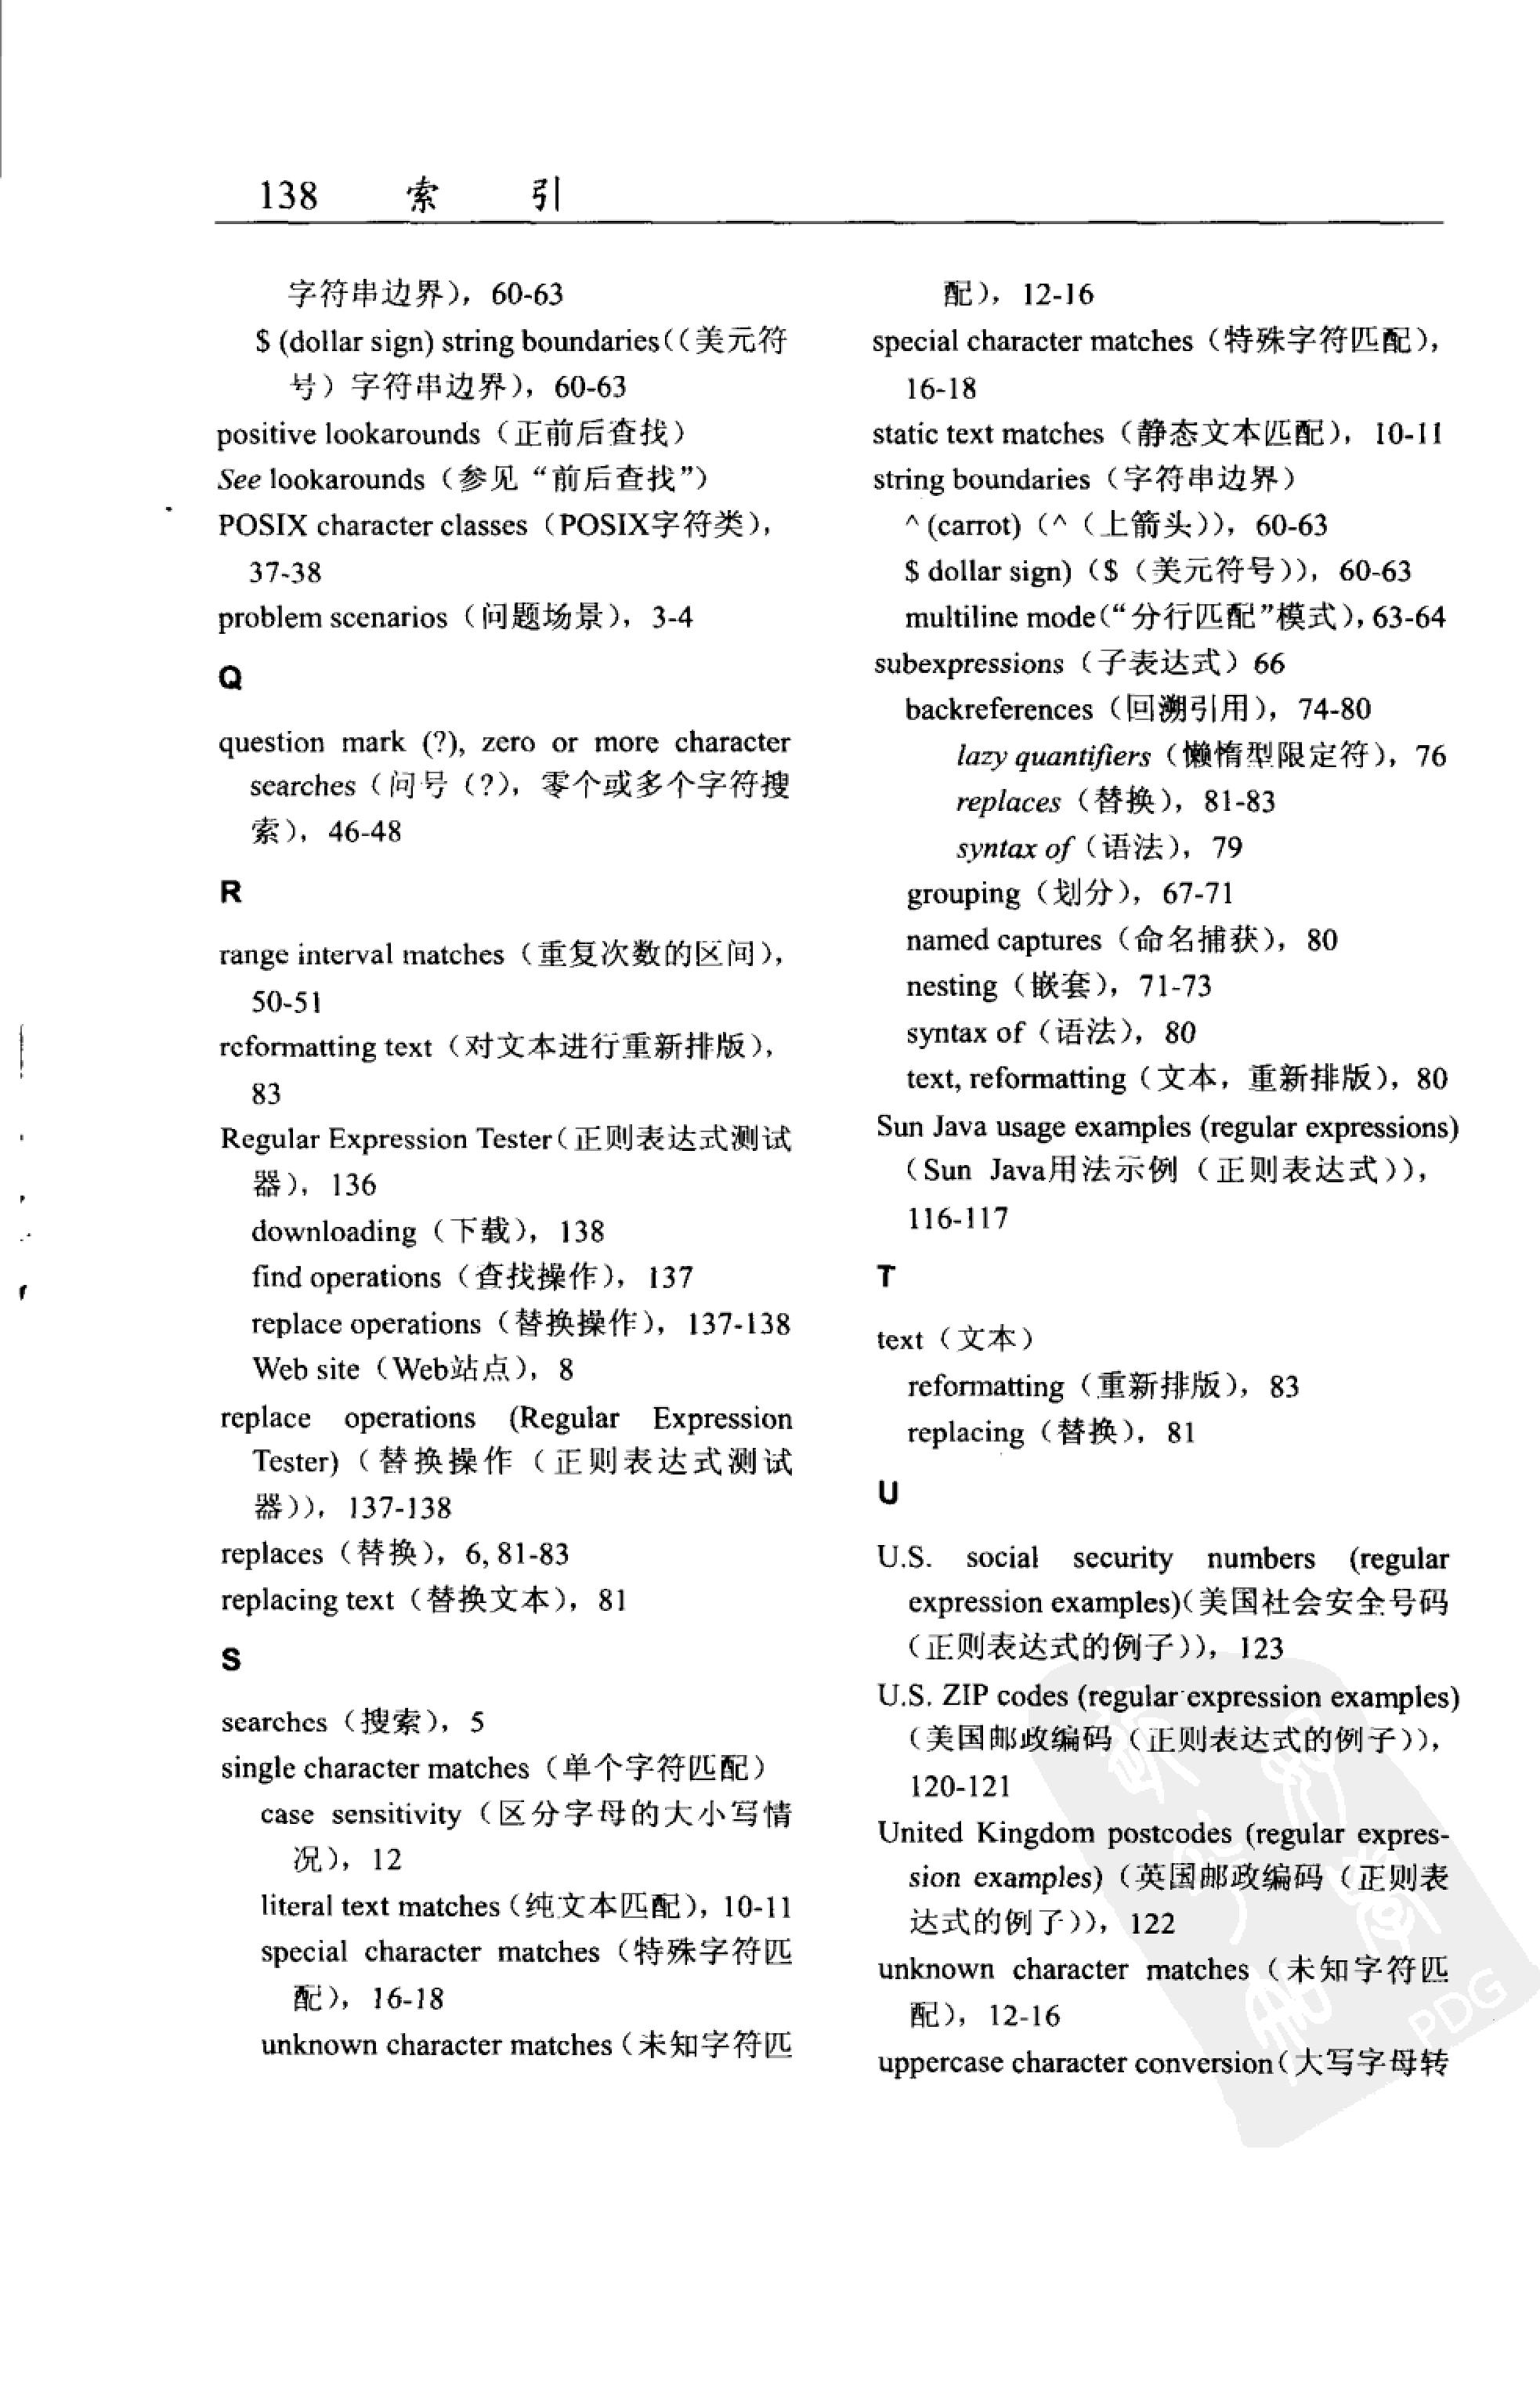 138 索 引
字符串边界)，60-63
$ (dollar sign) string boundaries(（美元符
号）字符串边界)，60-63
positive lookarounds（正前后查找）
See lookarounds（参见“前后查找”）
POSIX character classes（POSIX字符类），
37-38
problem scenarios（问题场景），3-4
Q
question mark (?), zero or more character
searches（问号（?），零个或多个字符搜
索），46-48
R
range interval matches（重复次数的区间），
50-51
reformatting text（对文本进行重新排版），
83
Regular Expression Tester（正则表达式测试
器），136
downloading（下载），138
find operations（查找操作），137
replace operations（替换操作），137-138
Web site（Web站点），8
replace operations (Regular Expression
Tester)（替换操作（正则表达式测试
器）），137-138
replaces（替换），6, 81-83
replacing text（替换文本），81
S
searches（搜索），5
single character matches（单个字符匹配）
case sensitivity（区分字母的大小写情
况），12
literal text matches（纯文本匹配），10-11
special character matches（特殊字符匹
配），16-18
unknown character matches（未知字符匹
配），12-16
special character matches（特殊字符匹配），
16-18
static text matches（静态文本匹配），10-11
string boundaries（字符串边界）
^ (carrot)（^（上箭头）），60-63
$ dollar sign)（$（美元符号）），60-63
multiline mode(“分行匹配”模式)，63-64
subexpressions（子表达式）66
backreferences（回溯引用），74-80
lazy quantifiers（懒惰型限定符），76
replaces（替换），81-83
syntax of（语法），79
grouping（划分），67-71
named captures（命名捕获），80
nesting（嵌套），71-73
syntax of（语法），80
text, reformatting（文本，重新排版），80
Sun Java usage examples (regular expressions)
（Sun Java用法示例（正则表达式）），
116-117
T
text（文本）
reformatting（重新排版），83
replacing（替换），81
U
U.S. social security numbers (regular
expression examples)(美国社会安全号码
（正则表达式的例子）），123
U.S. ZIP codes (regular expression examples)
（美国邮政编码（正则表达式的例子）），
120-121
United Kingdom postcodes (regular expres-
sion examples)（英国邮政编码（正则表
达式的例子）），122
unknown character matches（未知字符匹
配），12-16
uppercase character conversion（大写字母转
PDG